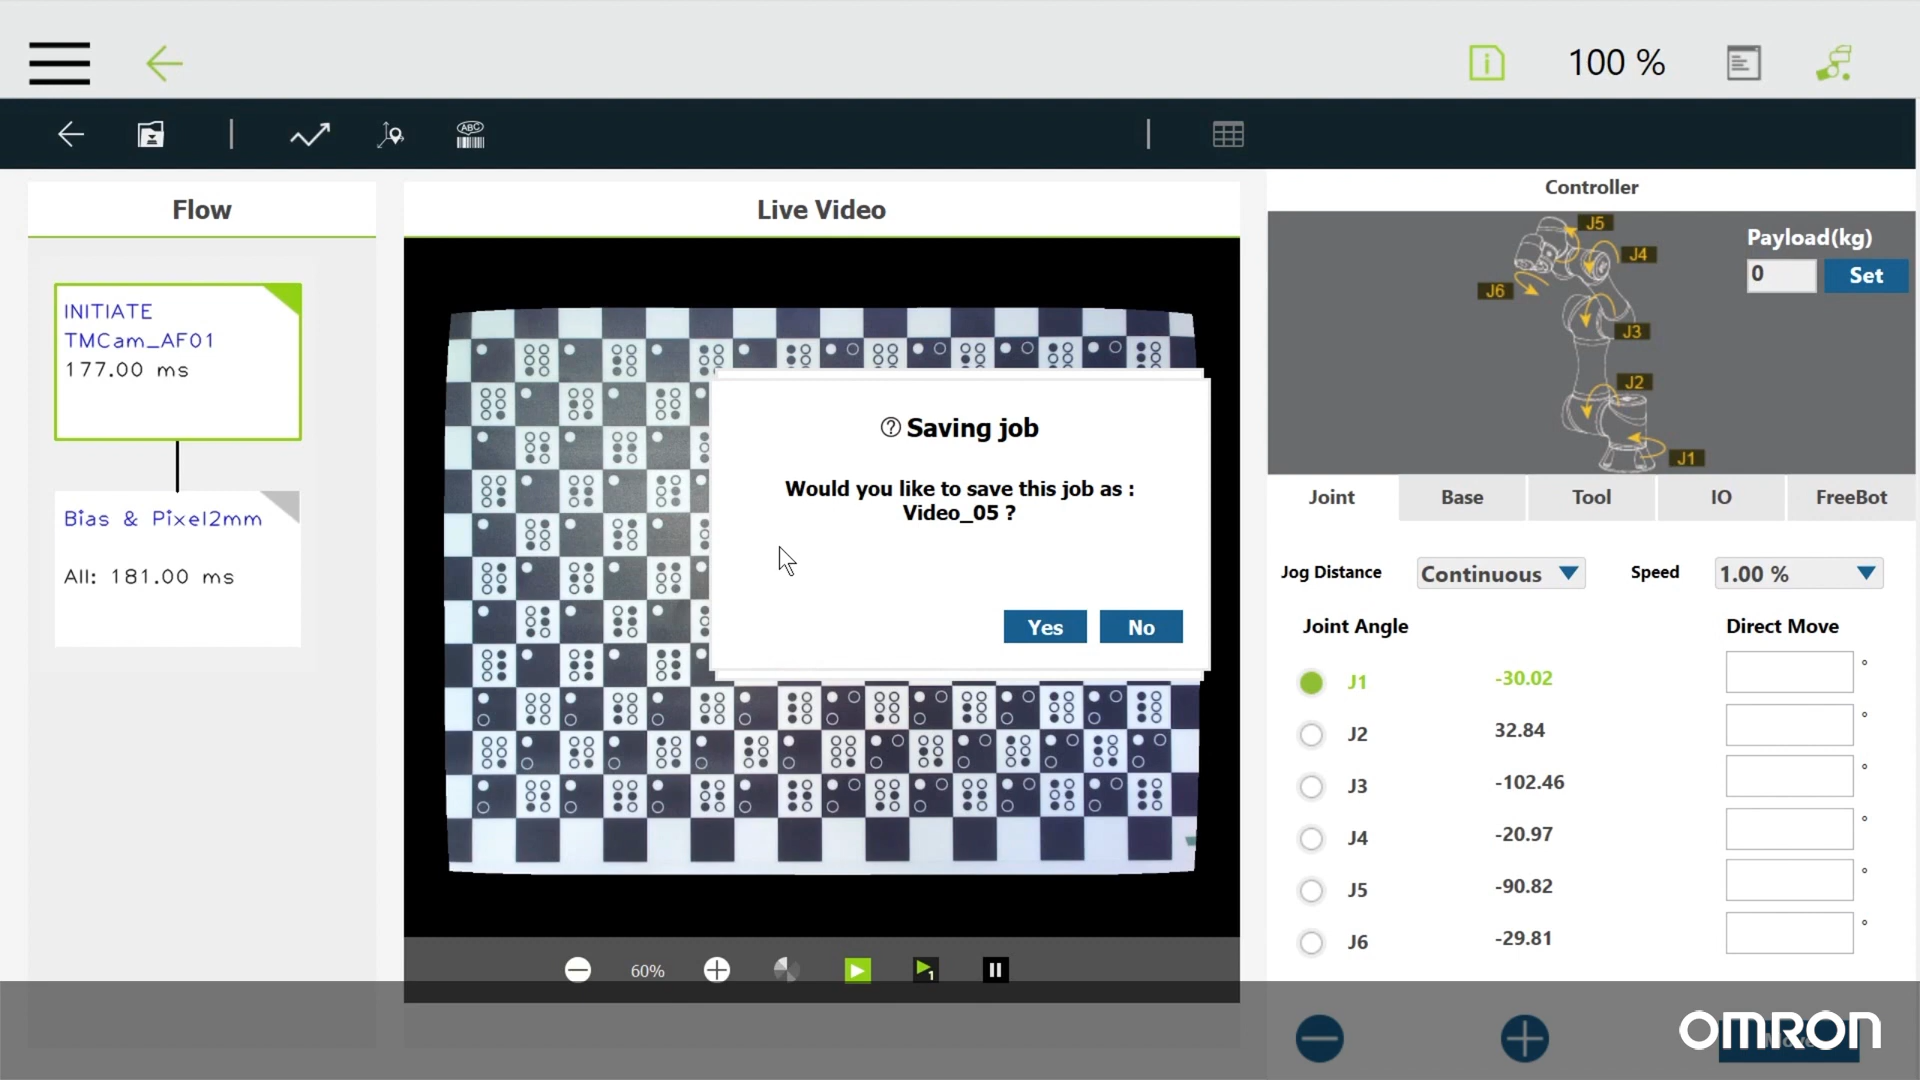 100 %
ABC
Flow
INITIATE
TMCam_AF01
177.00 ms
Bias & Pixel2mm
All: 181.00 ms
Live Video
Saving job
Would you like to save this job as :
Video_05 ?
Yes
No
60%
1
Controller
J5
J4
J6
J3
J2
J1
Payload(kg)
0
Set
Joint
Base
Tool
IO
FreeBot
Jog Distance
Continuous
Speed
1.00 %
Joint Angle
Direct Move
J1
-30.02
°
J2
32.84
°
J3
-102.46
°
J4
-20.97
°
J5
-90.82
°
J6
-29.81
°
OMRON